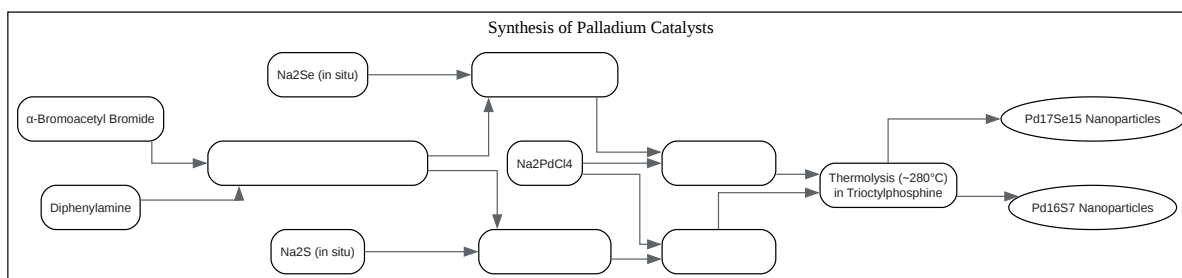 Synthesis of Palladium Catalysts
Na2Se (in situ)
α-Bromoacetyl Bromide
Pd17Se15 Nanoparticles
Na2PdCl4
Thermolysis (~280°C)
in Trioctylphosphine
Diphenylamine
Pd16S7 Nanoparticles
Na2S (in situ)